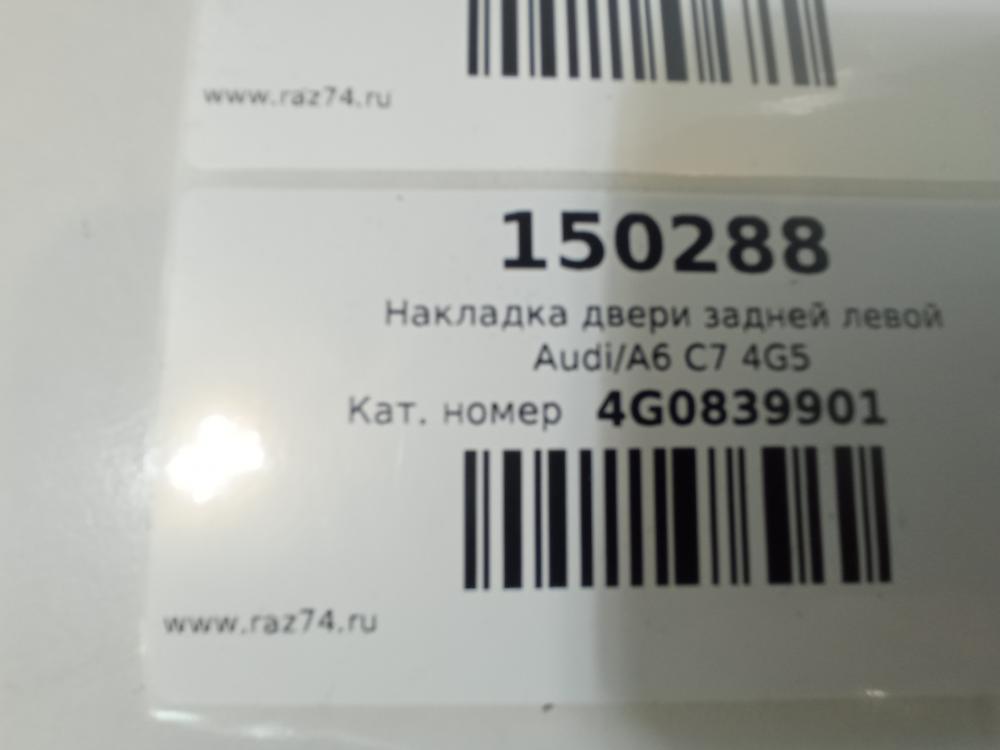 www.raz74.ru
150288
Накладка двери задней левой
Audi/A6 C7 4G5
Кат. номер 4G0839901
www.raz74.ru